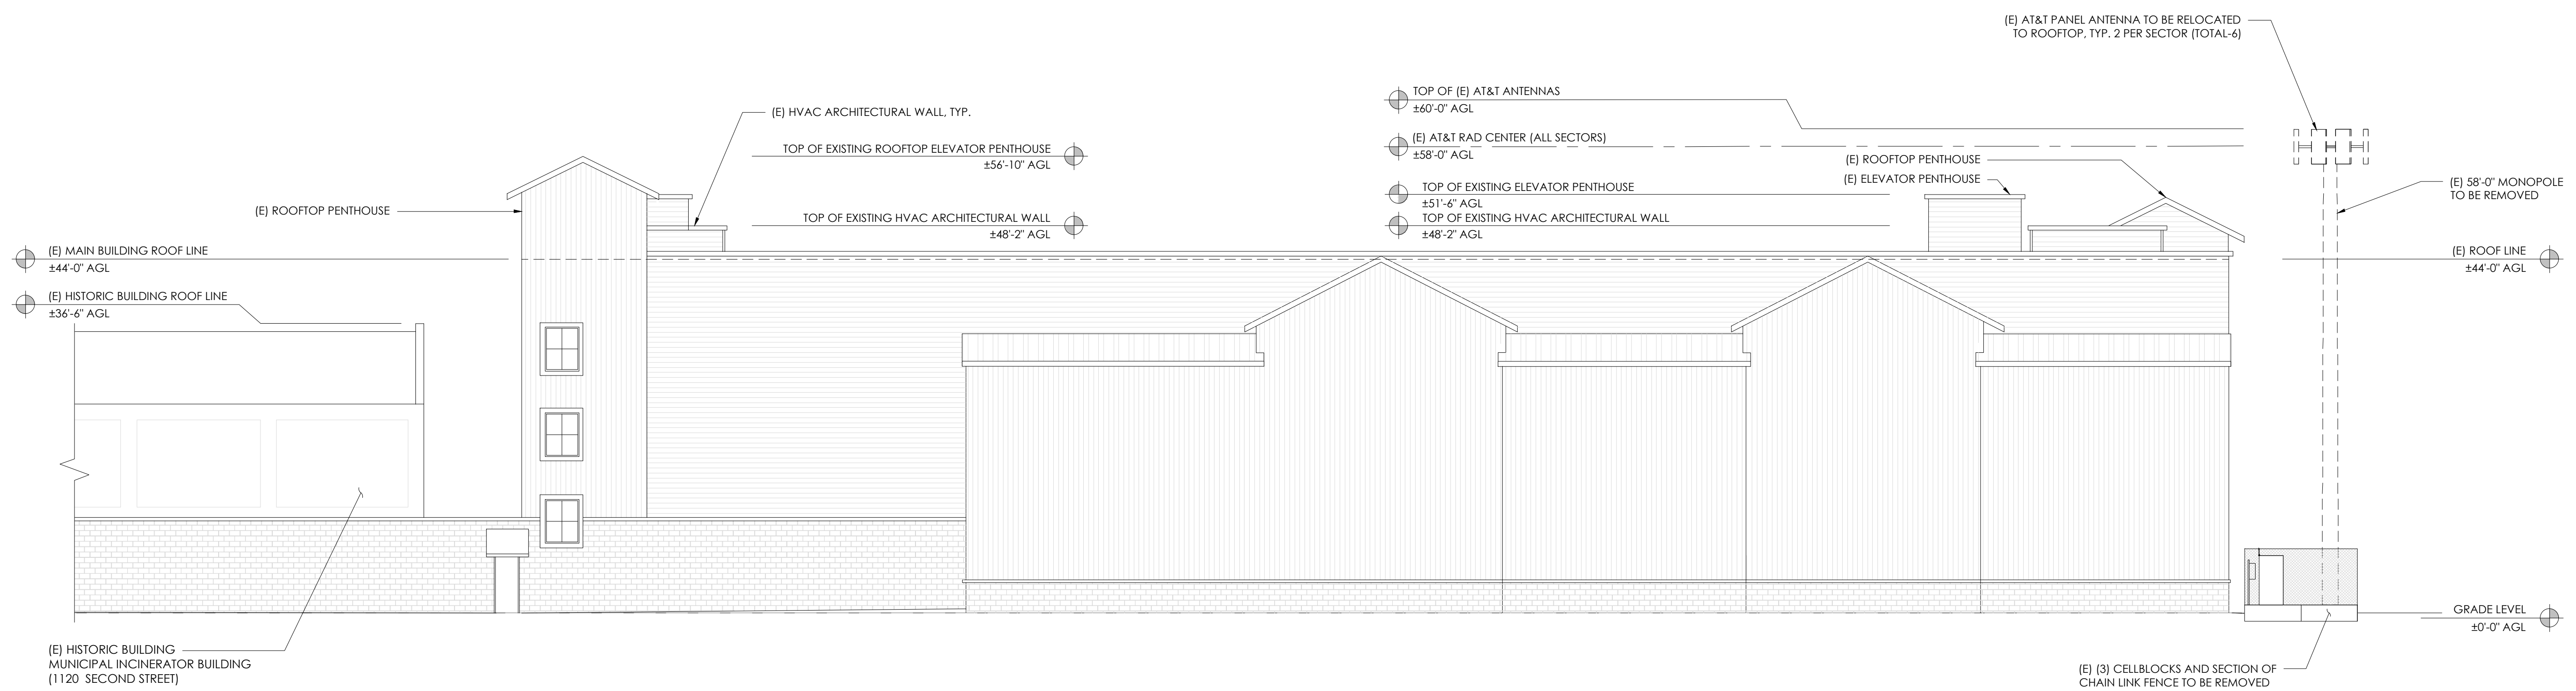 (E) AT&T PANEL ANTENNA TO BE RELOCATED
TO ROOFTOP, TYP. 2 PER SECTOR (TOTAL-6)
TOP OF (E) AT&T ANTENNAS
±60'-0" AGL
(E) HVAC ARCHITECTURAL WALL, TYP.
(E) AT&T RAD CENTER (ALL SECTORS)
±58'-0" AGL
TOP OF EXISTING ROOFTOP ELEVATOR PENTHOUSE
±56'-10" AGL
(E) ROOFTOP PENTHOUSE
(E) ELEVATOR PENTHOUSE
(E) 58'-0" MONOPOLE
TO BE REMOVED
TOP OF EXISTING ELEVATOR PENTHOUSE
±51'-6" AGL
(E) ROOFTOP PENTHOUSE
TOP OF EXISTING HVAC ARCHITECTURAL WALL
±48'-2" AGL
TOP OF EXISTING HVAC ARCHITECTURAL WALL
±48'-2" AGL
(E) MAIN BUILDING ROOF LINE
±44'-0" AGL
(E) ROOF LINE
±44'-0" AGL
(E) HISTORIC BUILDING ROOF LINE
±36'-6" AGL
GRADE LEVEL
±0'-0" AGL
(E) HISTORIC BUILDING
MUNICIPAL INCINERATOR BUILDING
(1120 SECOND STREET)
(E) (3) CELLBLOCKS AND SECTION OF
CHAIN LINK FENCE TO BE REMOVED